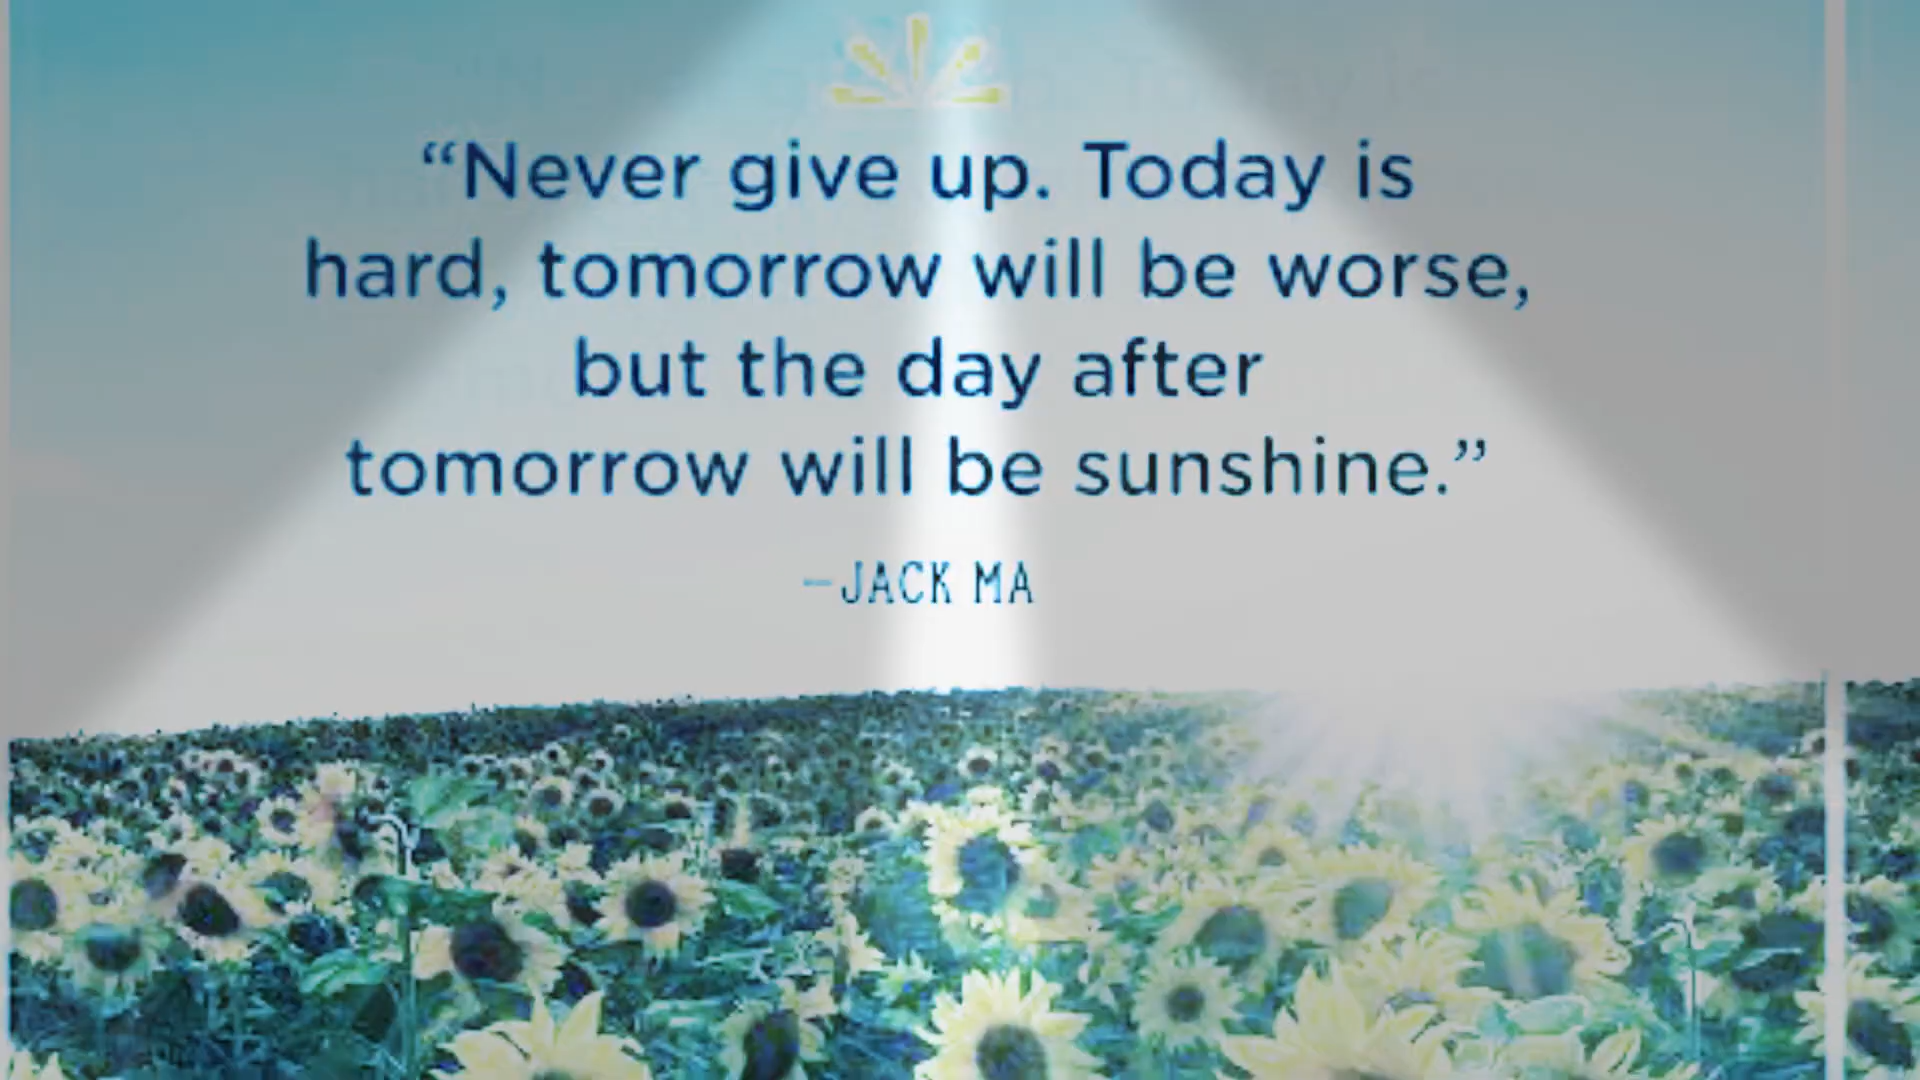 “Never give up. Today is
hard, tomorrow will be worse,
but the day after
tomorrow will be sunshine.”
–JACK MA